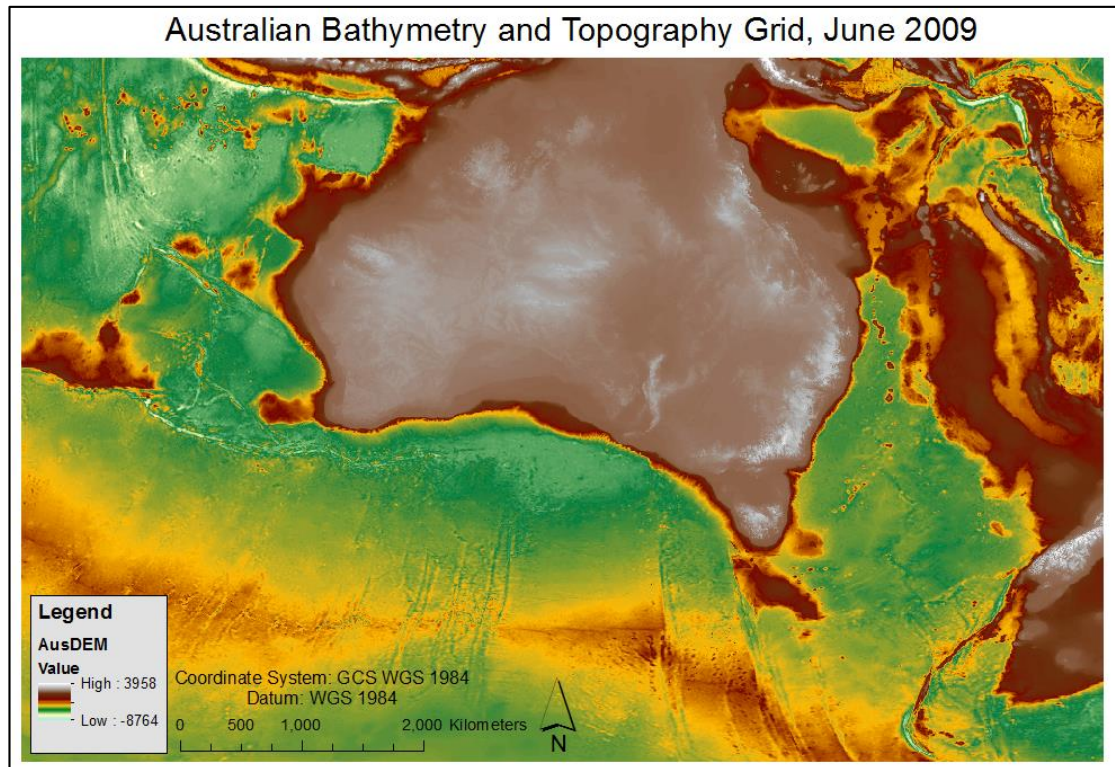 Australian Bathymetry and Topography Grid, June 2009
Legend
AusDEM
Value
High : 3958
Low : -8764
Coordinate System: GCS WGS 1984
Datum: WGS 1984
0 500 1,000 2,000 Kilometers
N